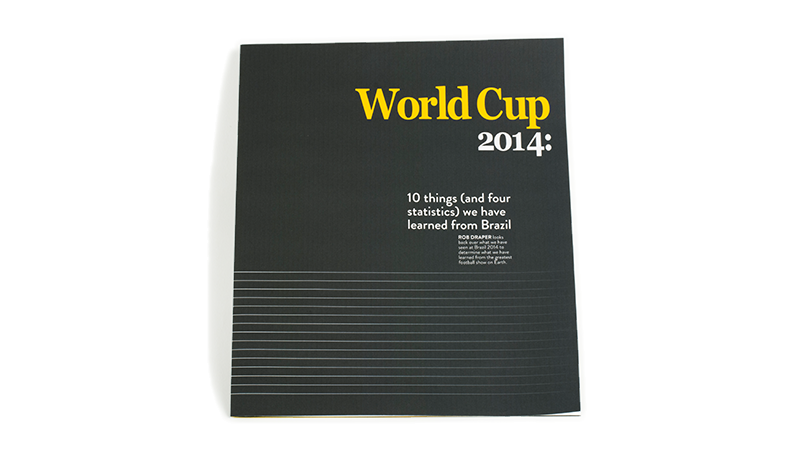 World Cup
2014:
10 things (and four
statistics) we have
learned from Brazil
ROB DRAPER looks
back over what we have
seen at Brazil 2014 to
determine what we have
learned from the greatest
football show on Earth.